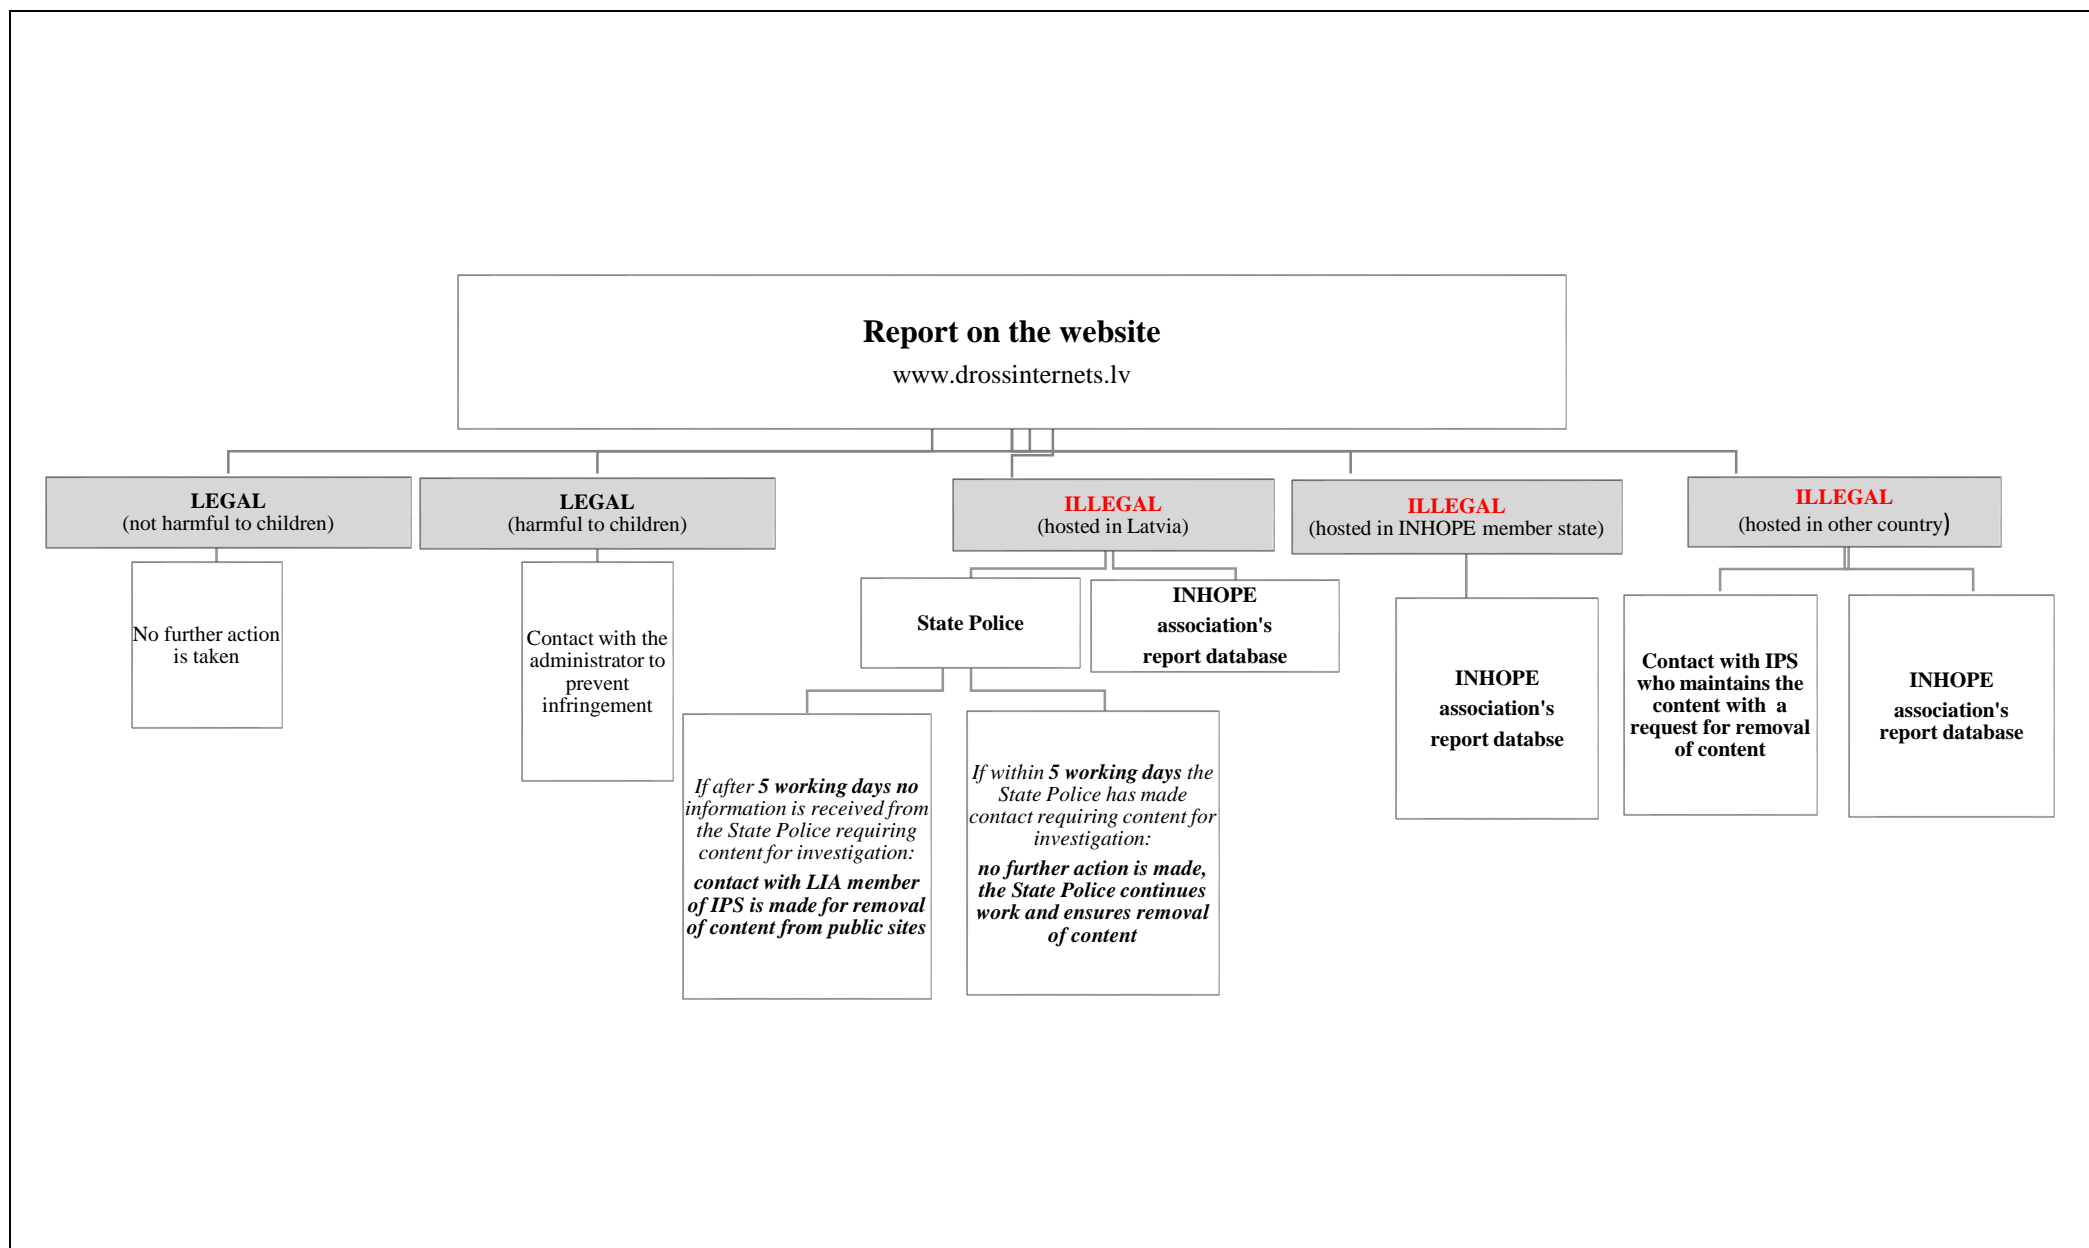 Report on the website
www.drossinternets.lv
LEGAL
(not harmful to children)
LEGAL
(harmful to children)
ILLEGAL
(hosted in Latvia)
ILLEGAL
(hosted in INHOPE member state)
ILLEGAL
(hosted in other country)
No further action
is taken
Contact with the
administrator to
prevent
infringement
State Police
INHOPE
association's
report database
If after 5 working days no
information is received from
the State Police requiring
content for investigation:
contact with LIA member
of IPS is made for removal
of content from public sites
If within 5 working days the
State Police has made
contact requiring content for
investigation:
no further action is made,
the State Police continues
work and ensures removal
of content
INHOPE
association's
report databse
Contact with IPS
who maintains the
content with a
request for removal
of content
INHOPE
association's
report database